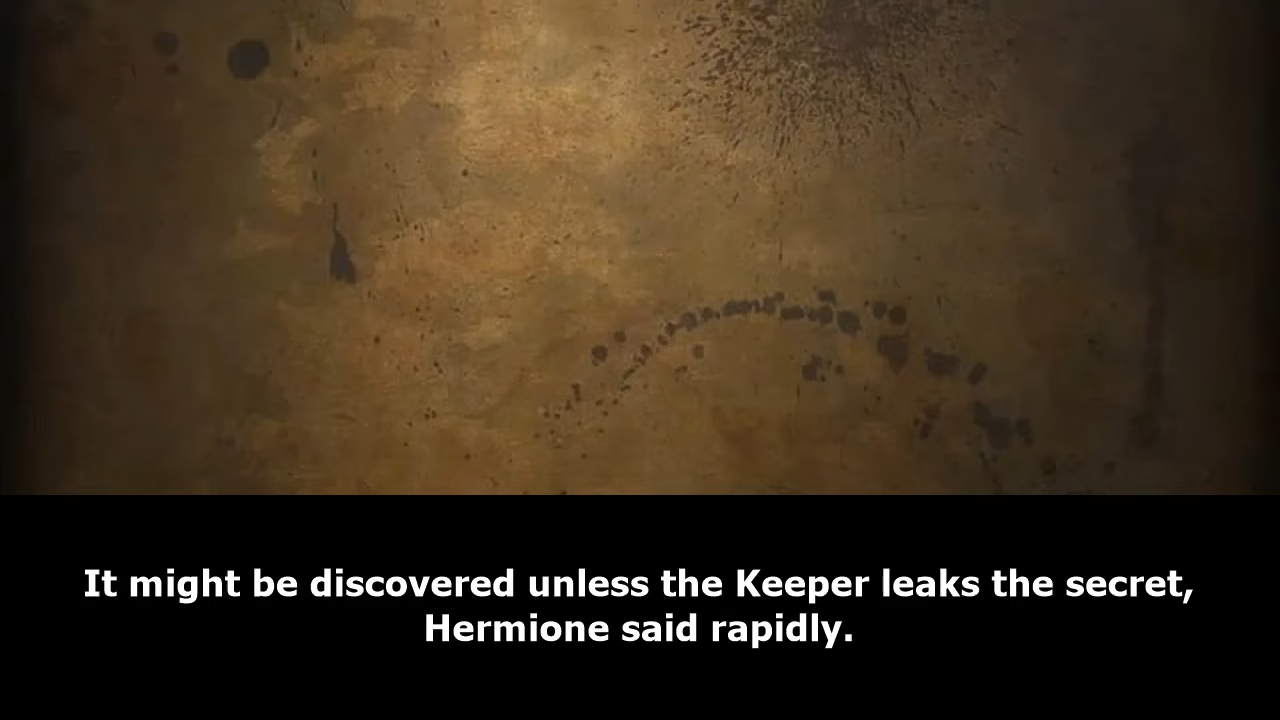 It might be discovered unless the Keeper leaks the secret,
Hermione said rapidly.